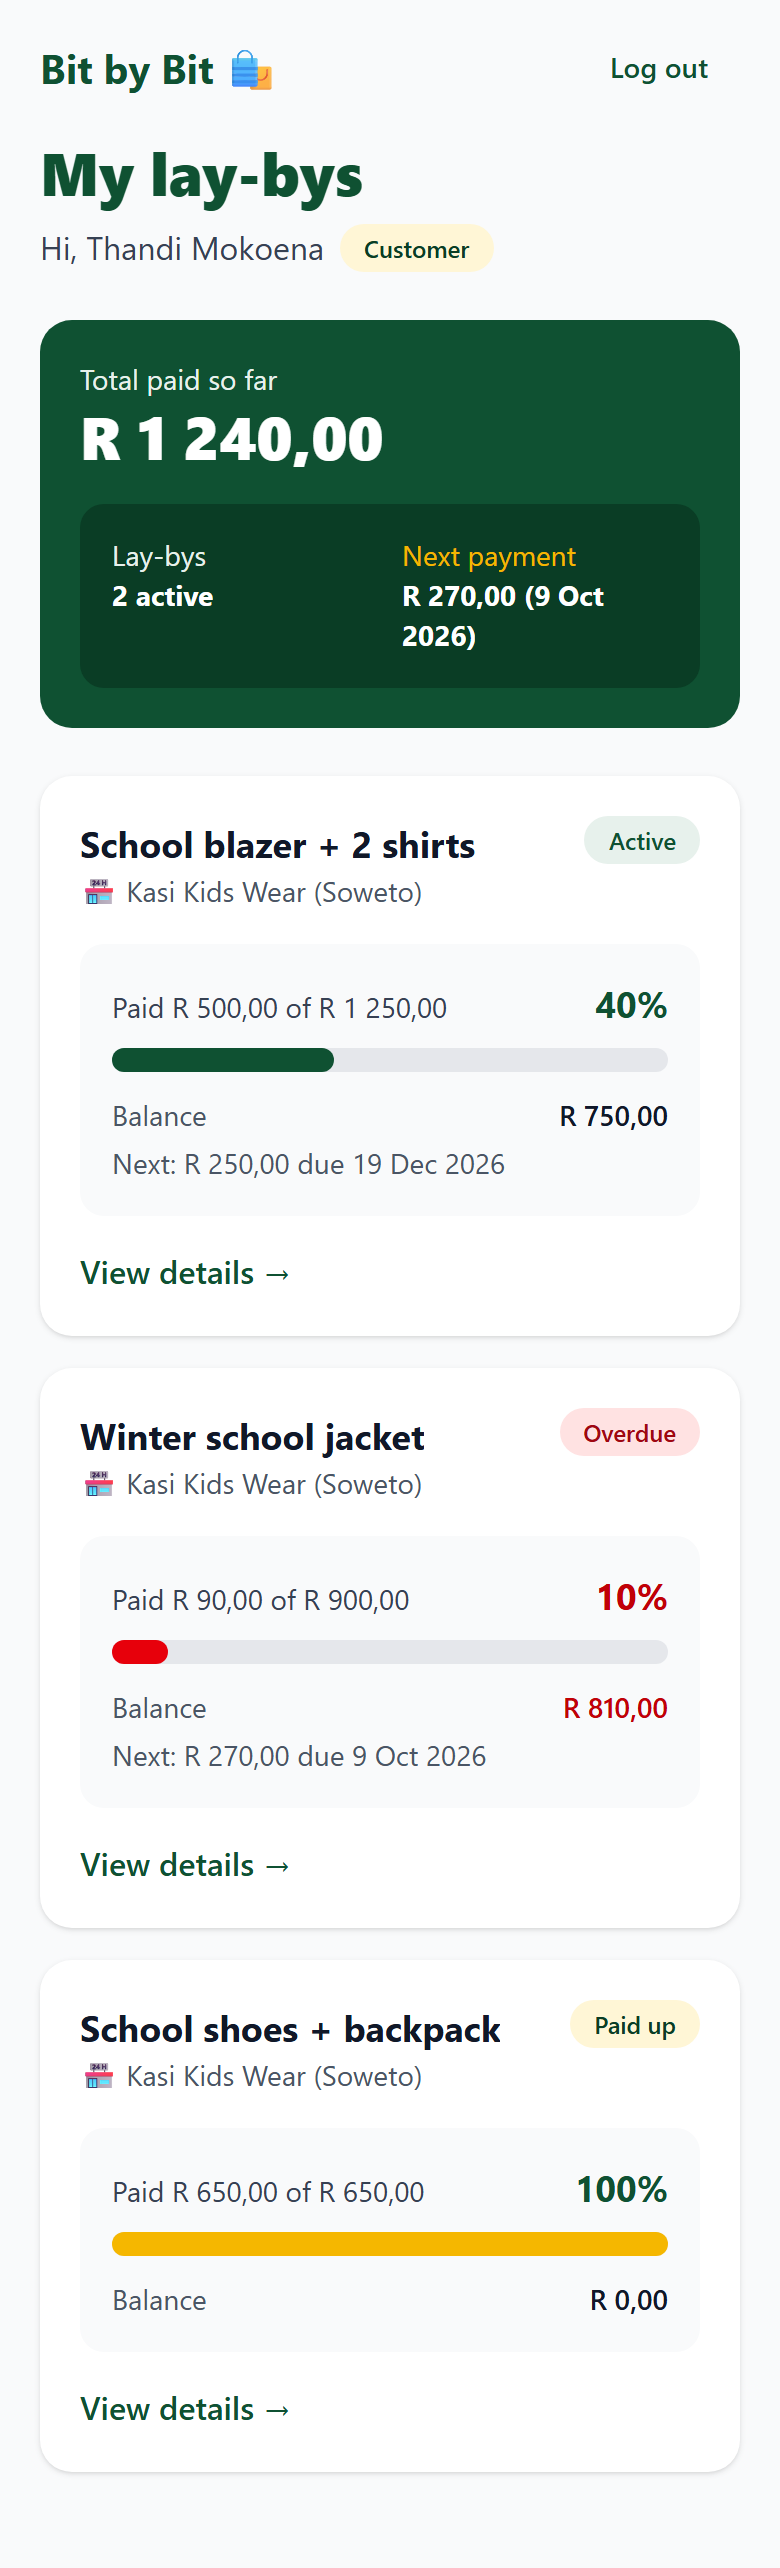 Bit by Bit
Log out
My lay-bys
Hi, Thandi Mokoena
Customer
Total paid so far
R 1 240,00
Lay-bys
2 active
Next payment
R 270,00 (9 Oct
2026)
School blazer + 2 shirts
Active
Kasi Kids Wear (Soweto)
Paid R 500,00 of R 1 250,00
40%
Balance
R 750,00
Next: R 250,00 due 19 Dec 2026
View details →
Winter school jacket
Overdue
Kasi Kids Wear (Soweto)
Paid R 90,00 of R 900,00
10%
Balance
R 810,00
Next: R 270,00 due 9 Oct 2026
View details →
School shoes + backpack
Paid up
Kasi Kids Wear (Soweto)
Paid R 650,00 of R 650,00
100%
Balance
R 0,00
View details →